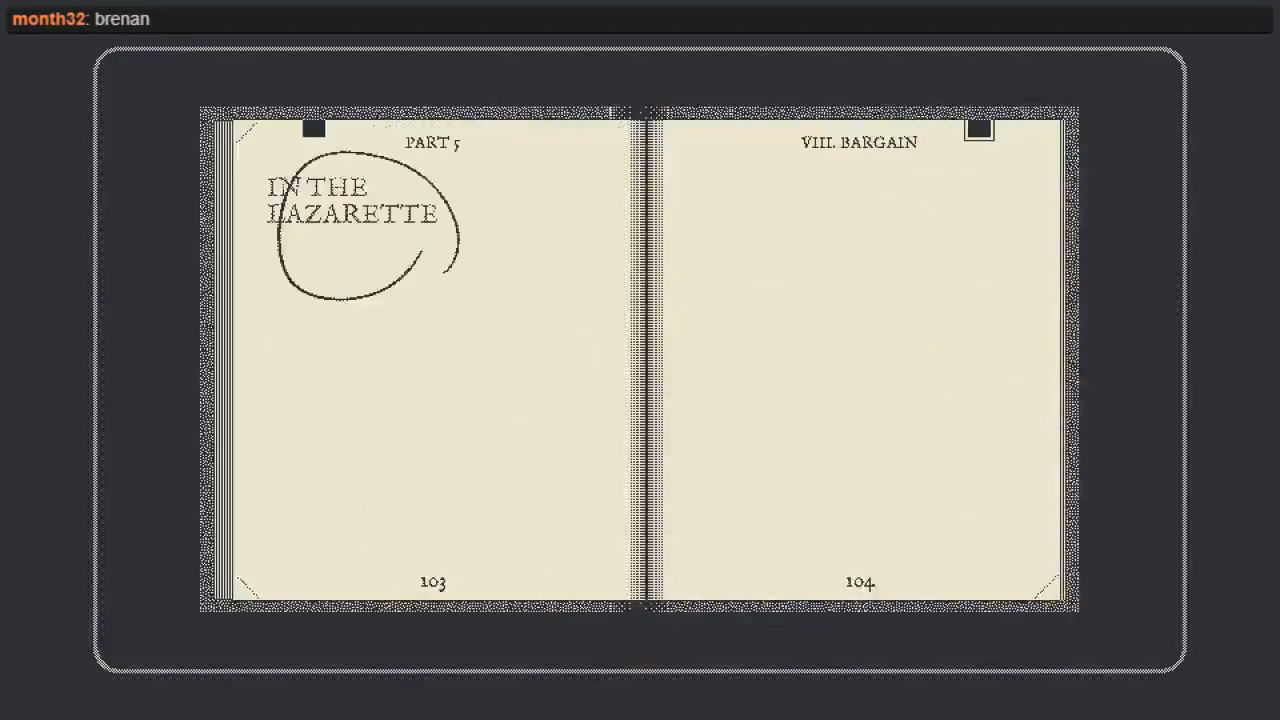 month32: brenan
PART 5
IN THE
LAZARETTE
103
VIII. BARGAIN
104